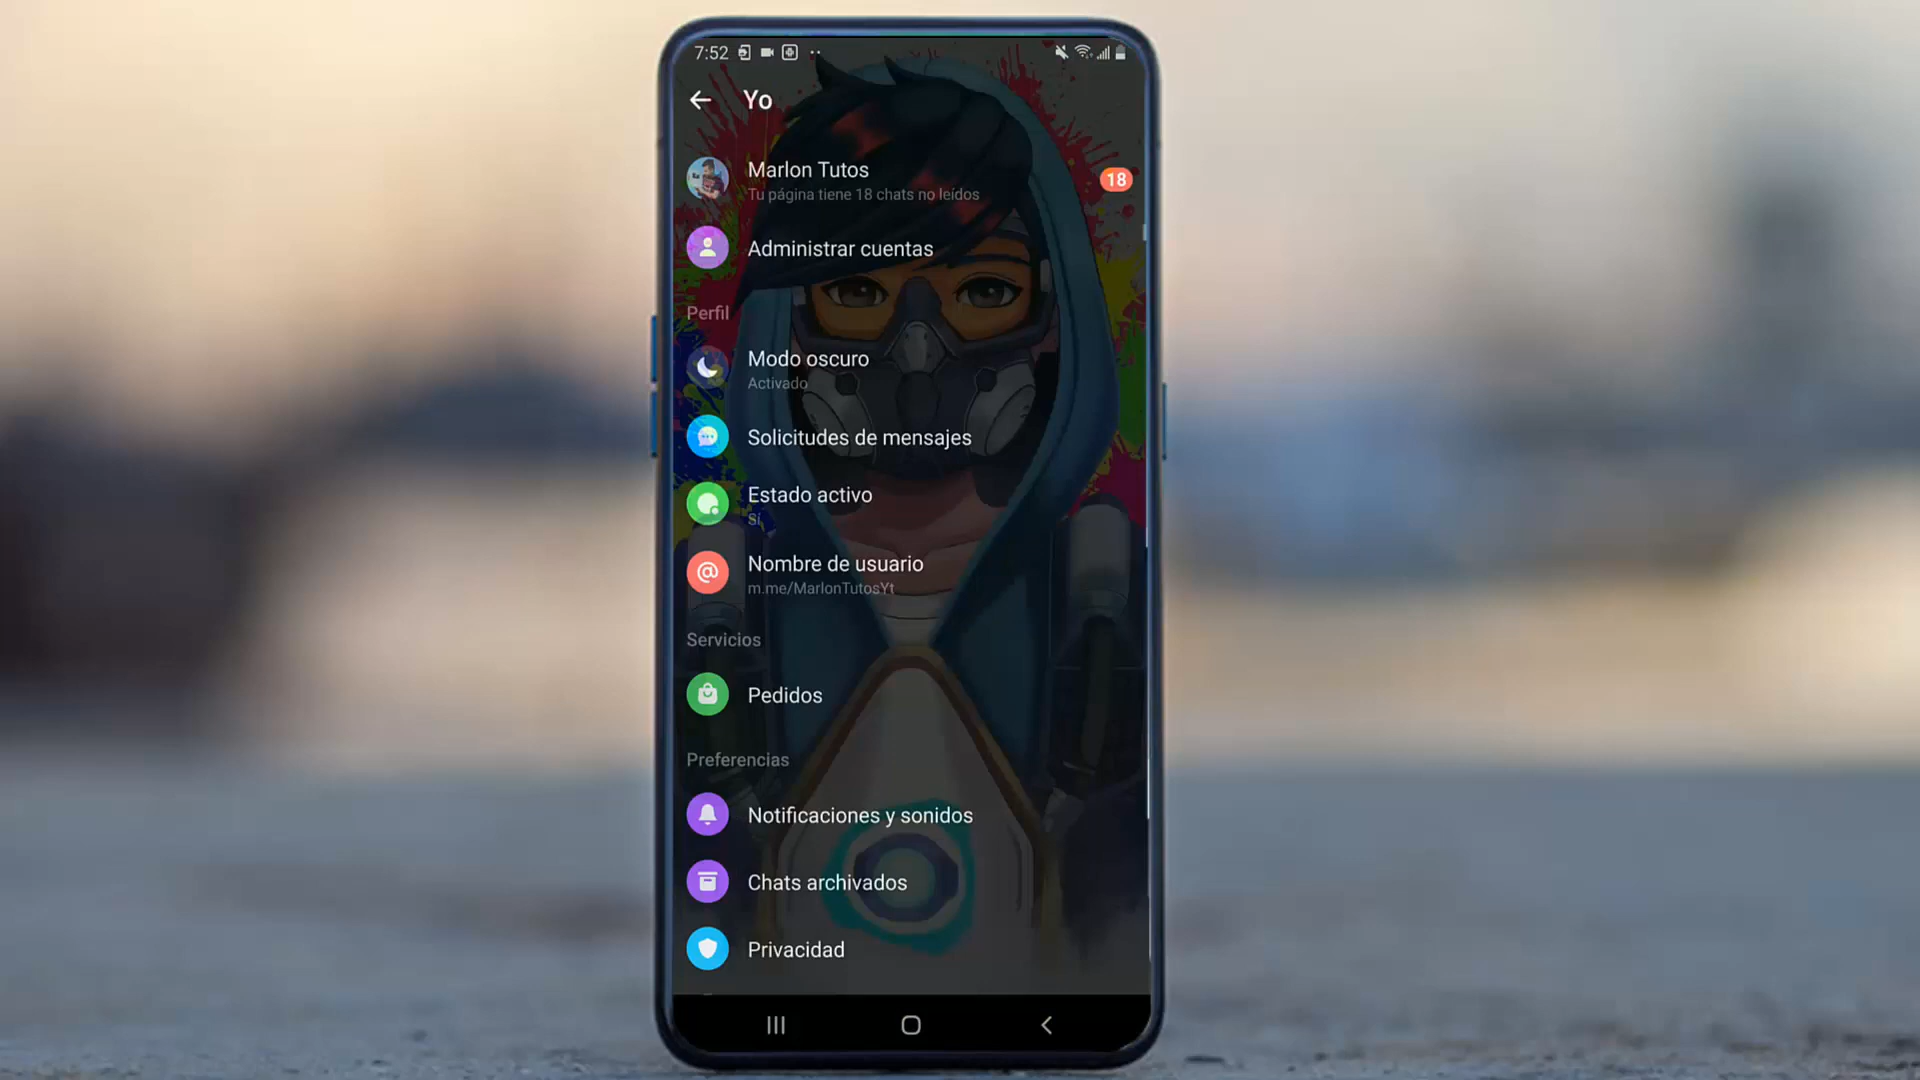 7:52
Yo
Marlon Tutos
Tu página tiene 18 chats no leídos
18
Administrar cuentas
Perfil
Modo oscuro
Activado
Solicitudes de mensajes
Estado activo
Sí
Nombre de usuario
m.me/MarlonTutosYt
Servicios
Pedidos
Preferencias
Notificaciones y sonidos
Chats archivados
Privacidad